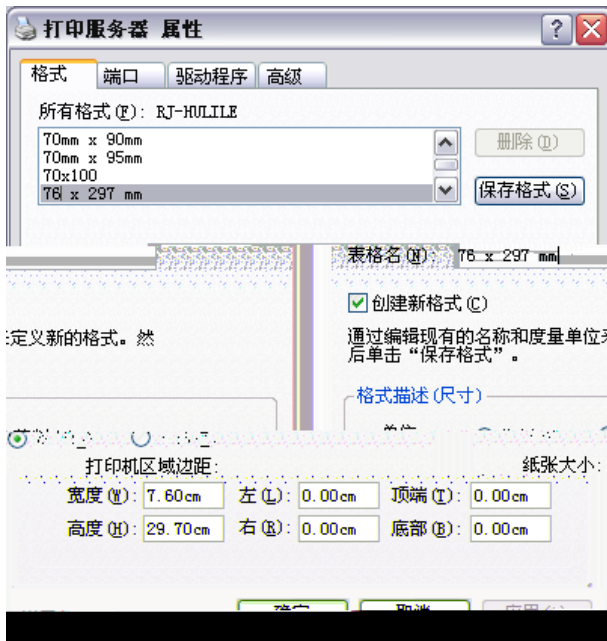 打印服务器 属性
格式 端口 驱动程序 高级
所有格式(F): RJ-HULILE
70mm x 90mm
70mm x 95mm
70x100
76 x 297 mm
删除(D)
保存格式(S)
表格名(N): 76 x 297 mm
创建新格式(C)
定义新的格式。然
通过编辑现有的名称和度量单位
后单击“保存格式”。
格式描述(尺寸)
打印机区域边距:
纸张大小:
宽度(W): 7.60cm 左(L): 0.00cm 顶端(T): 0.00cm
高度(H): 29.70cm 右(R): 0.00cm 底部(B): 0.00cm